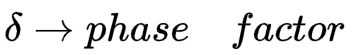 δ → phase factor